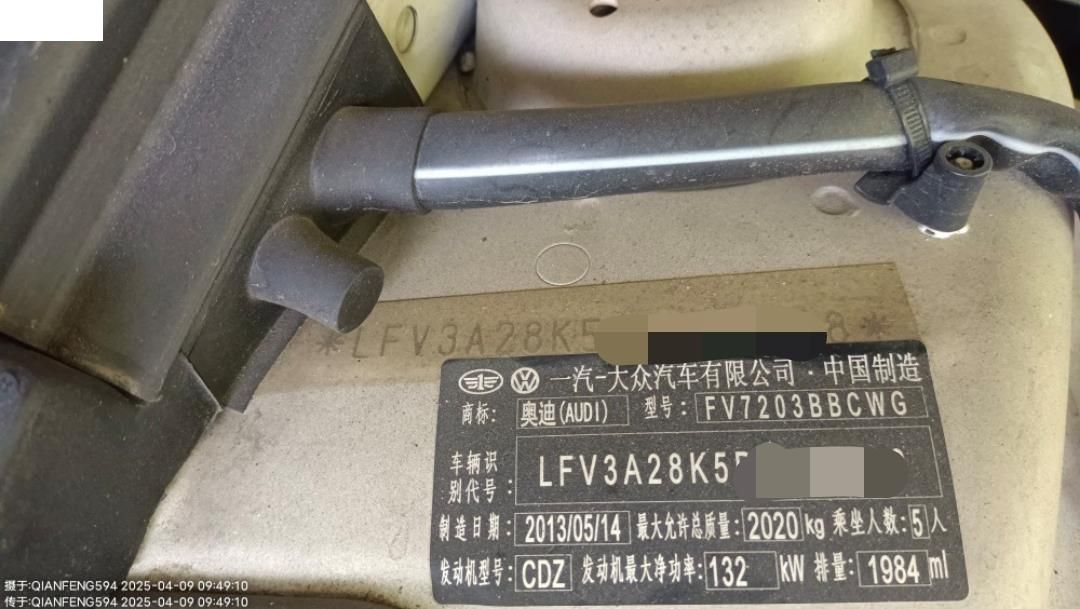 *LFV3A28K5 8*
一汽-大众汽车有限公司·中国制造
商标: 奥迪(AUDI) 型号: FV7203BBCWG
车辆识别代号: LFV3A28K5
制造日期: 2013/05/14 最大允许总质量: 2020 kg 乘坐人数: 5 人
发动机型号: CDZ 发动机最大净功率: 132 kW 排量: 1984 ml
摄于:QIANFENG594 2025-04-09 09:49:10
传于:QIANFENG594 2025-04-09 09:49:10